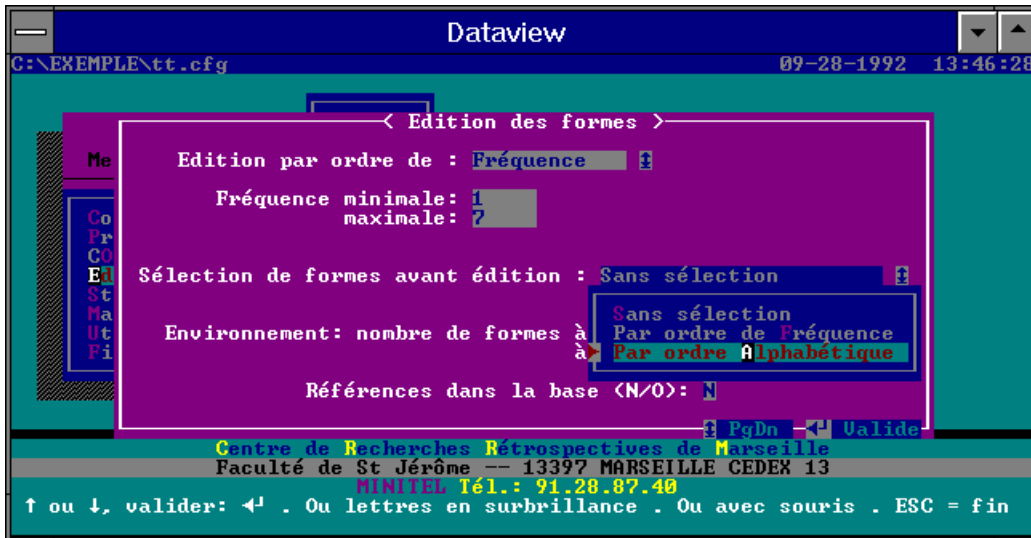 Dataview
C:\EXEMPLE\tt.cfg 09-28-1992 13:46:28
< Edition des formes >
Me
Edition par ordre de : Fréquence
Fréquence minimale: 1
maximale: 7
Co
Pr
CO
Ed
St
Ma
Ut
Fi
Sélection de formes avant édition : Sans sélection
Sans sélection
Par ordre de Fréquence
Par ordre Alphabétique
Environnement: nombre de formes à
à
Références dans la base (N/O): N
PgDn Valide
Centre de Recherches Rétrospectives de Marseille
Faculté de St Jérôme -- 13397 MARSEILLE CEDEX 13
MINITEL Tél.: 91.28.87.40
↑ ou ↓, valider: ◄┘ . Ou lettres en surbrillance . Ou avec souris . ESC = fin